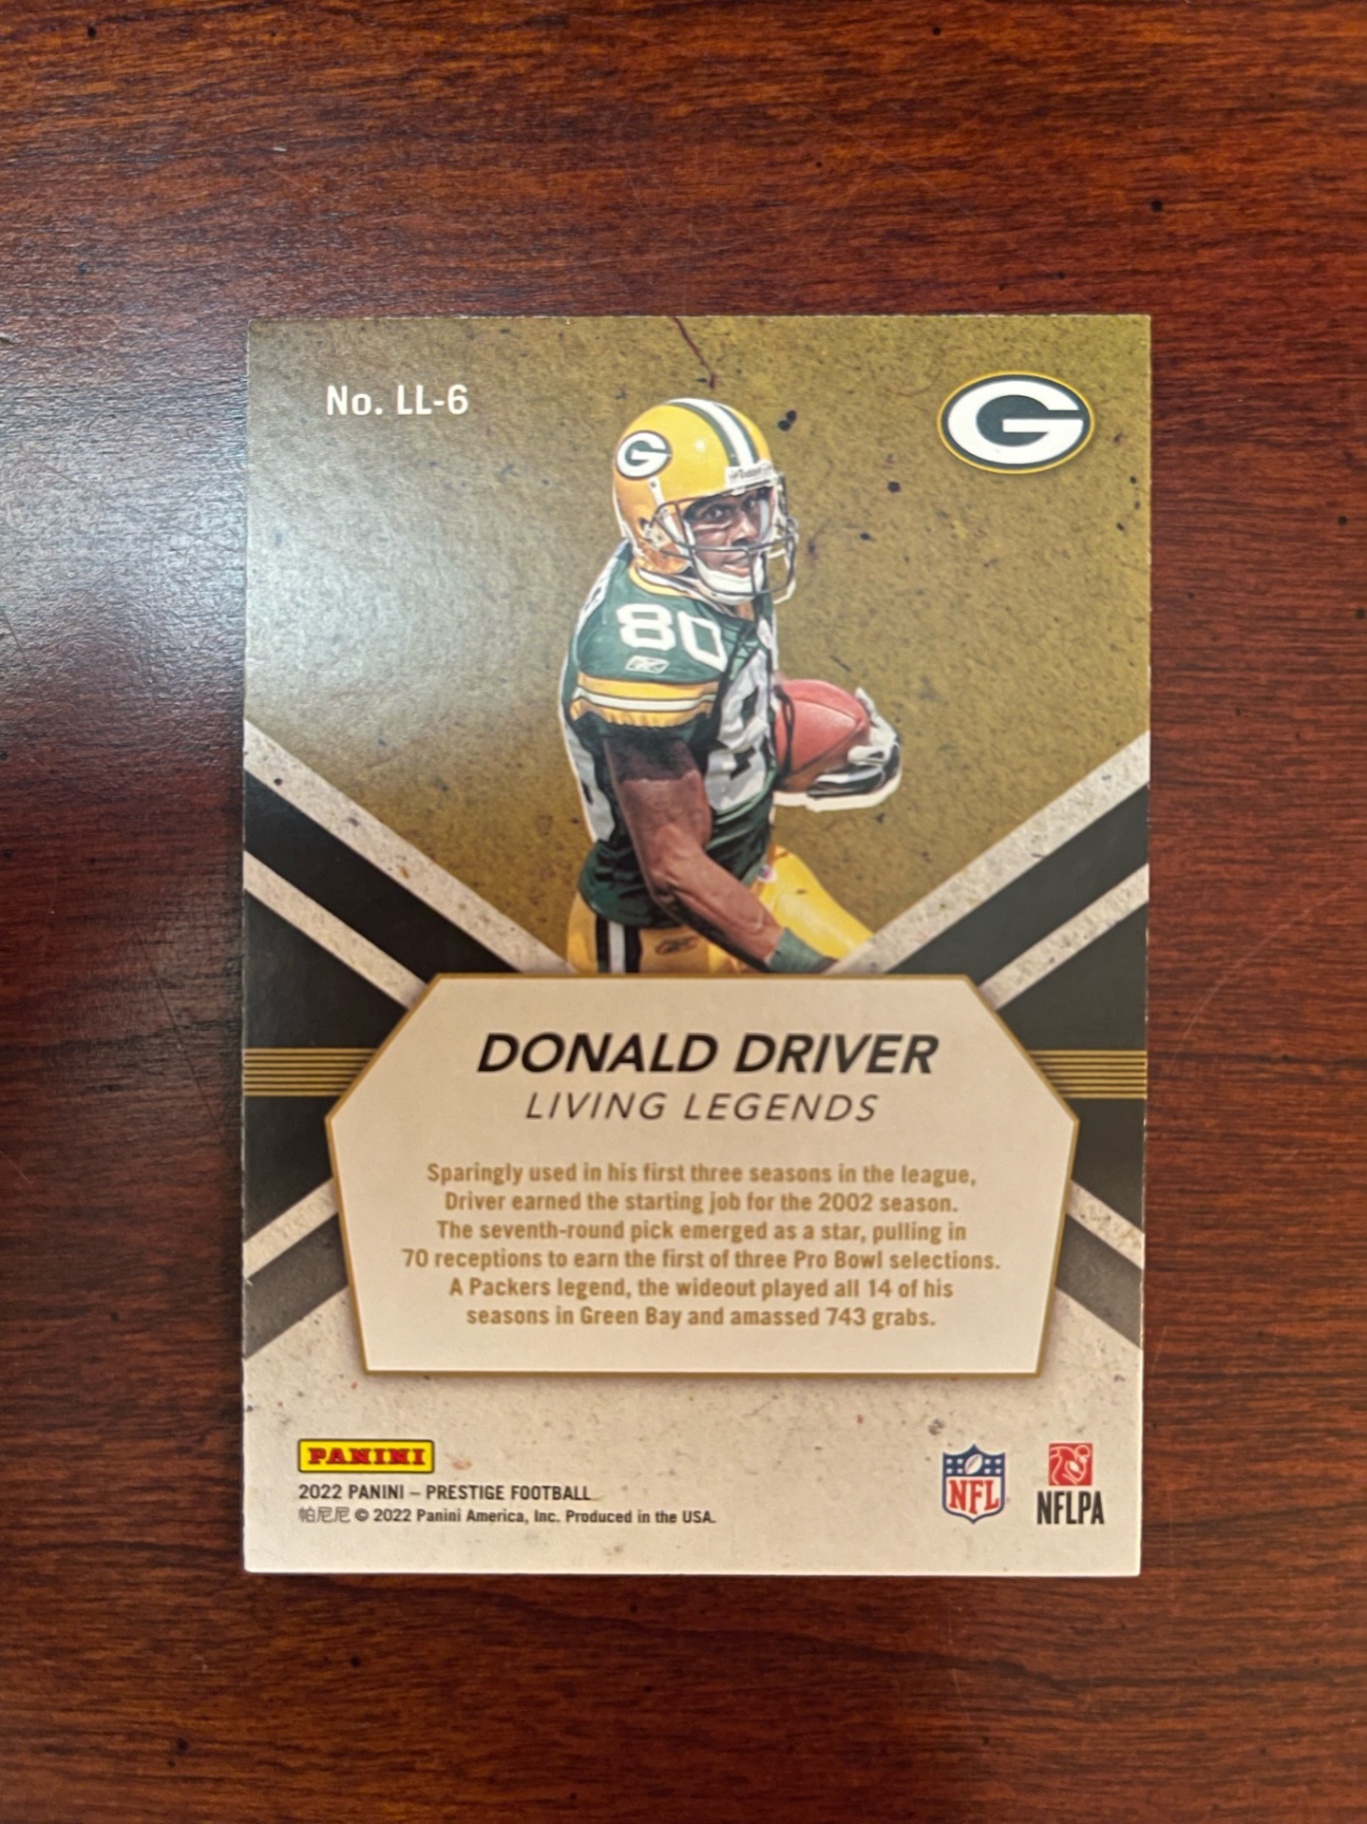 No. LL-6
G
G
Riddell
80
8
DONALD DRIVER
LIVING LEGENDS
Sparingly used in his first three seasons in the league,
Driver earned the starting job for the 2002 season.
The seventh-round pick emerged as a star, pulling in
70 receptions to earn the first of three Pro Bowl selections.
A Packers legend, the wideout played all 14 of his
seasons in Green Bay and amassed 743 grabs.
PANINI
2022 PANINI – PRESTIGE FOOTBALL
帕尼尼 © 2022 Panini America, Inc. Produced in the USA.
NFL
NFLPA